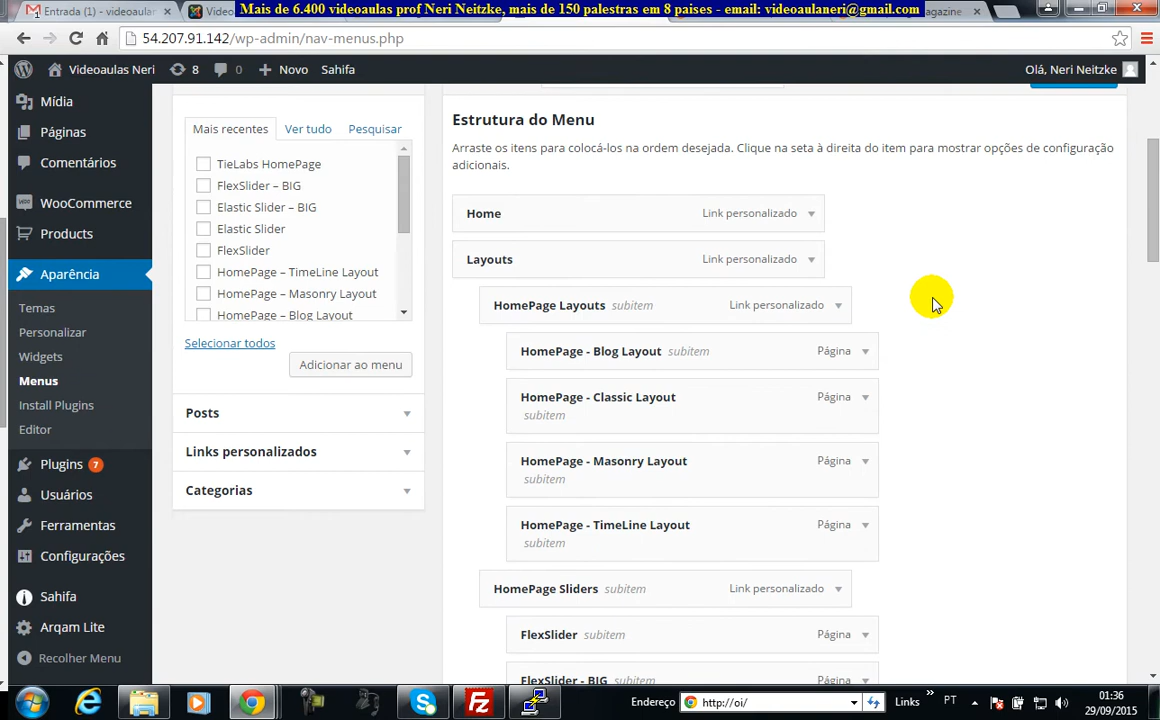 Entrada (1) - videoaulas
Video
Mais de 6.400 videoaulas prof Neri Neitzke, mais de 150 palestras em 8 paises - email: videoaulaneri@gmail.com
agazine
54.207.91.142/wp-admin/nav-menus.php
Videoaulas Neri
8
0
Novo
Sahifa
Olá, Neri Neitzke
Mídia
Páginas
Comentários
WooCommerce
Products
Aparência
Temas
Personalizar
Widgets
Menus
Install Plugins
Editor
Plugins 7
Usuários
Ferramentas
Configurações
Sahifa
Arqam Lite
Recolher Menu
Mais recentes
Ver tudo
Pesquisar
TieLabs HomePage
FlexSlider – BIG
Elastic Slider – BIG
Elastic Slider
FlexSlider
HomePage – TimeLine Layout
HomePage – Masonry Layout
HomePage – Blog Layout
Selecionar todos
Adicionar ao menu
Posts
Links personalizados
Categorias
Estrutura do Menu
Arraste os itens para colocá-los na ordem desejada. Clique na seta à direita do item para mostrar opções de configuração
adicionais.
Home Link personalizado
Layouts Link personalizado
HomePage Layouts subitem Link personalizado
HomePage - Blog Layout subitem Página
HomePage - Classic Layout Página
subitem
HomePage - Masonry Layout Página
subitem
HomePage - TimeLine Layout Página
subitem
HomePage Sliders subitem Link personalizado
FlexSlider subitem Página
FlexSlider - BIG subitem Página
Endereço http://oi/
Links
PT
01:36
29/09/2015